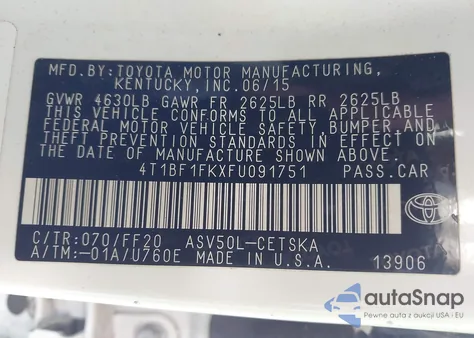 MFD.BY:TOYOTA MOTOR MANUFACTURING,
KENTUCKY,INC.06/15
GVWR 4630LB GAWR FR 2625LB RR 2625LB
THIS VEHICLE CONFORMS TO ALL APPLICABLE
FEDERAL MOTOR VEHICLE SAFETY, BUMPER,AND
THEFT PREVENTION STANDARDS IN EFFECT ON
THE DATE OF MANUFACTURE SHOWN ABOVE.
4T1BF1FKXFU091751 PASS.CAR
C/TR:070/FF20 ASV50L-CETSKA
A/TM:-01A/U760E MADE IN U.S.A. 13906
TOYOTA
autoSnap
Pewne auta z aukcji USA i EU